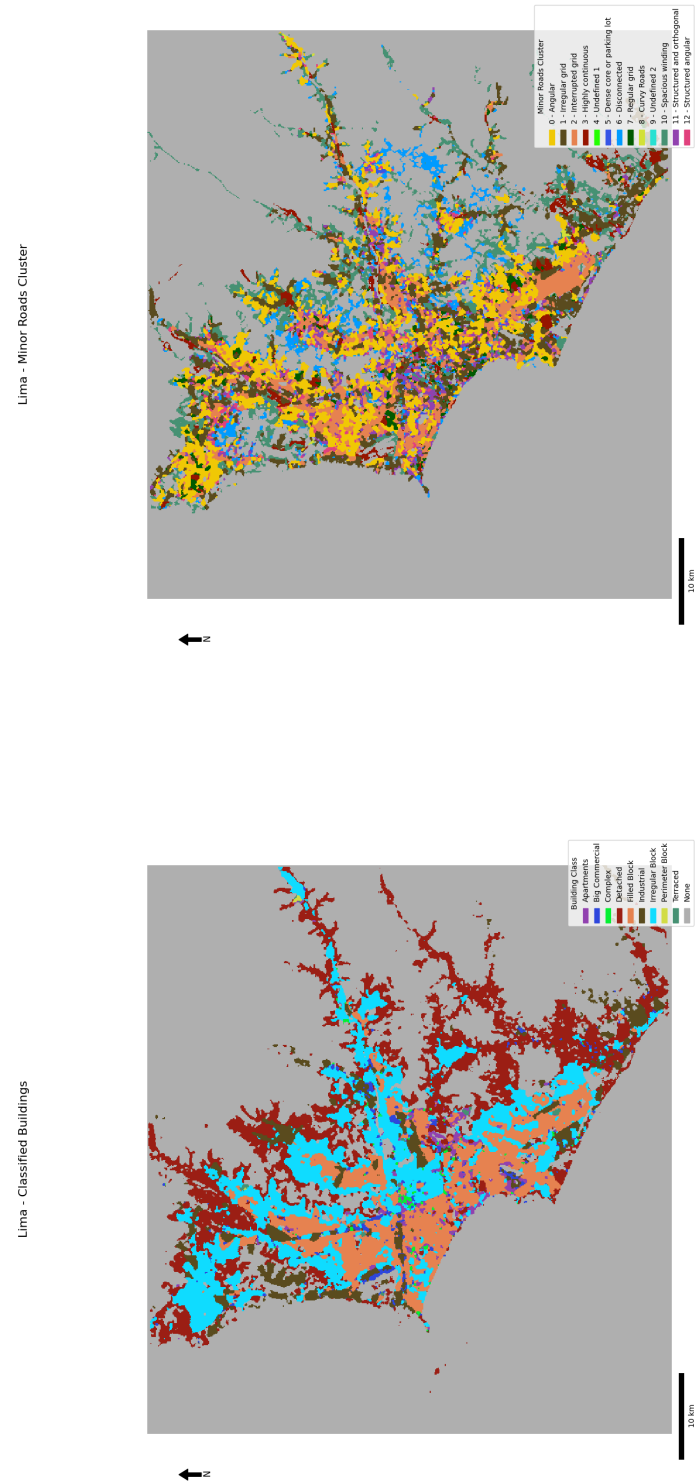 Lima - Minor Roads Cluster
Minor Roads Cluster
0 - Angular
1 - Irregular grid
2 - Interrupted grid
3 - Highly continuous
4 - Undefined 1
5 - Dense core or parking lot
6 - Disconnected
7 - Regular grid
8 - Curvy Roads
9 - Undefined 2
10 - Spacious winding
11 - Structured and orthogonal
12 - Structured angular
10 km
N
Lima - Classified Buildings
Building Class
Apartments
Big Commercial
Complex
Detached
Filled Block
Industrial
Irregular Block
Perimeter Block
Terraced
None
10 km
N